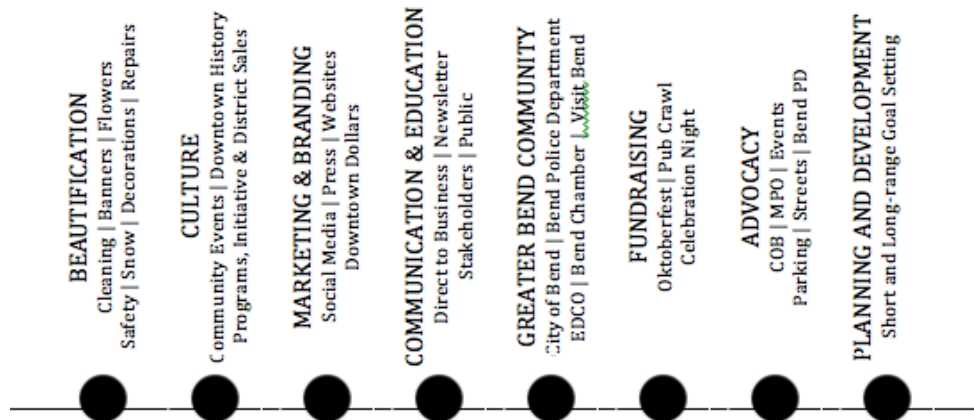 BEAUTIFICATION
Cleaning | Banners | Flowers
Safety | Snow | Decorations | Repairs
CULTURE
Community Events | Downtown History
Programs, Initiative & District Sales
MARKETING & BRANDING
Social Media | Press | Websites
Downtown Dollars
COMMUNICATION & EDUCATION
Direct to Business | Newsletter
Stakeholders | Public
GREATER BEND COMMUNITY
City of Bend | Bend Police Department
EDCO | Bend Chamber | Visit Bend
FUNDRAISING
Oktoberfest | Pub Crawl
Celebration Night
ADVOCACY
COB | MPO | Events
Parking | Streets | Bend PD
PLANNING AND DEVELOPMENT
Short and Long-range Goal Setting